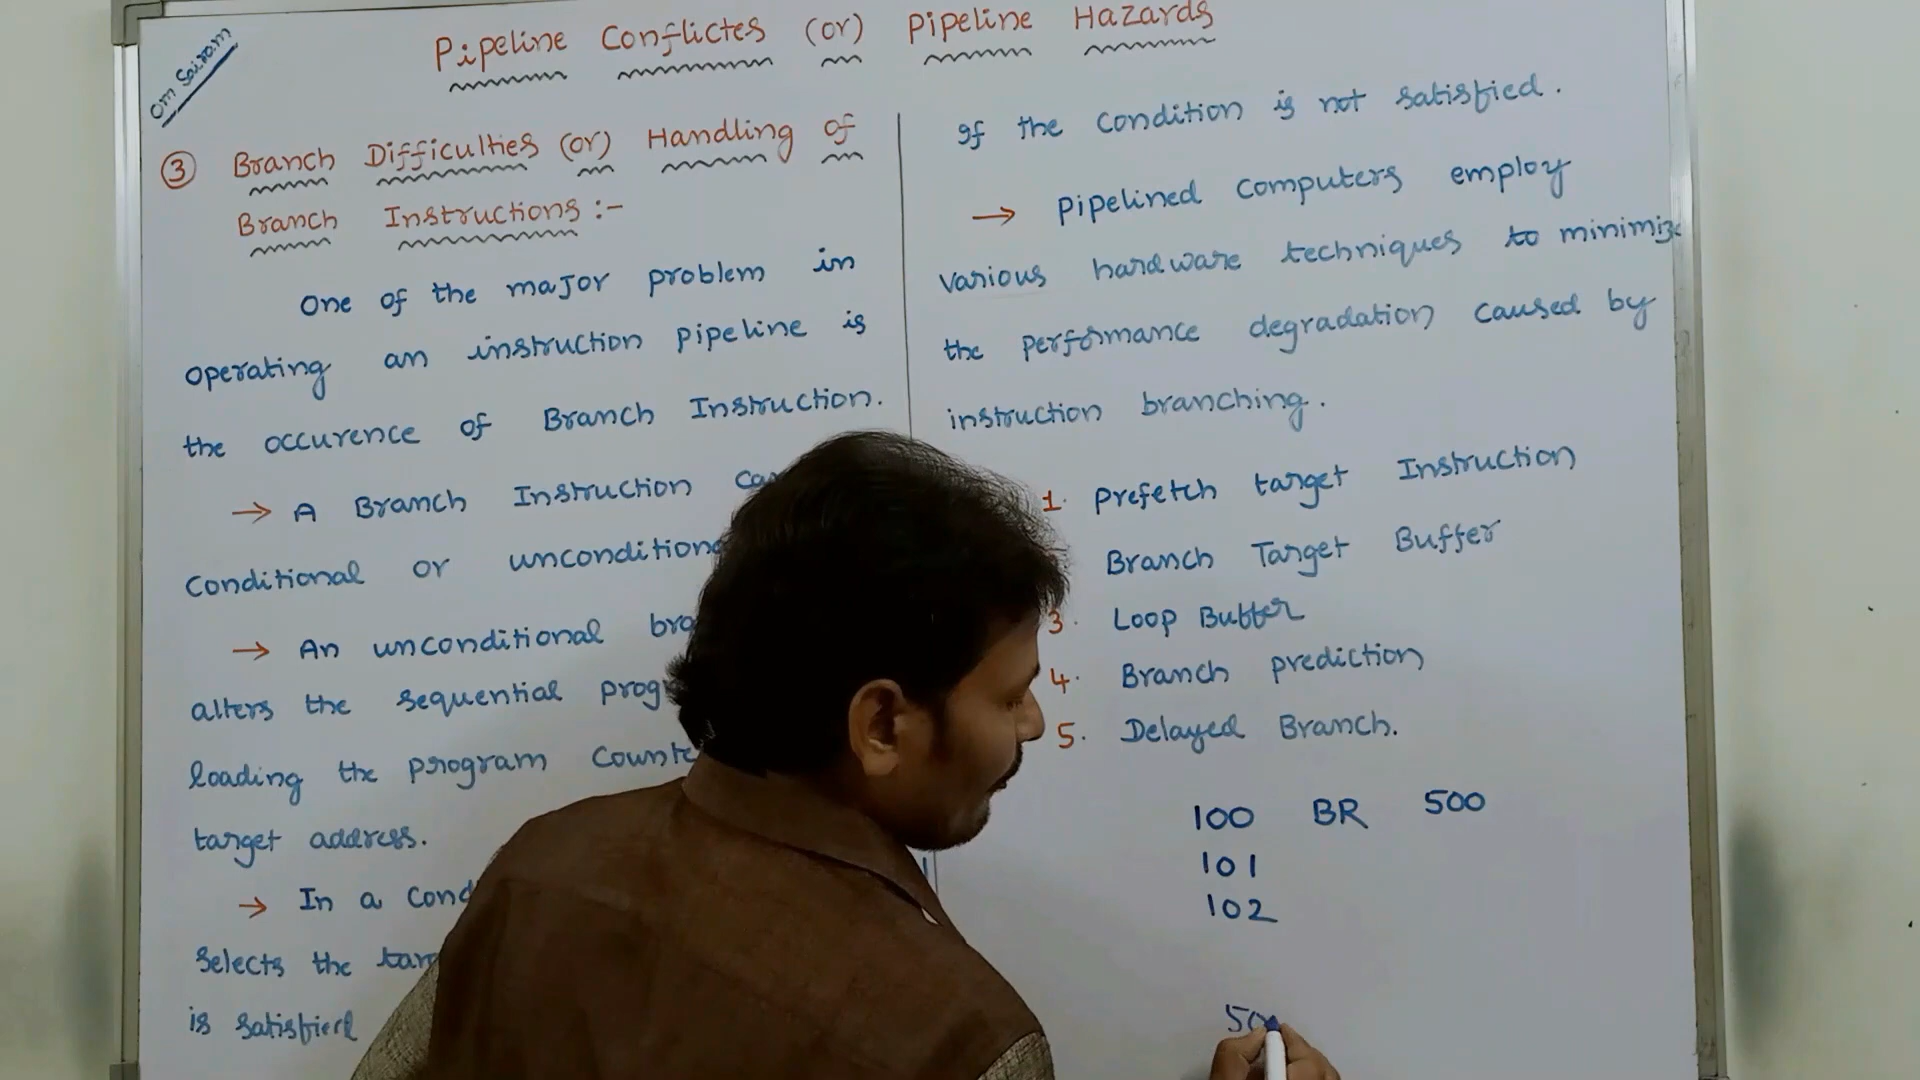 Om Sairam
Pipeline Conflictes (or) Pipeline Hazards
③ Branch Difficulties (or) Handling of
Branch Instructions :-
One of the major problem in
operating an instruction pipeline is
the occurence of Branch Instruction.
→ A Branch Instruction
Conditional or
→ An unconditional
alters the sequential
loading the program
target address.
→ In a
Selects the
is satisfied
If the condition is not satisfied.
→ Pipelined computers employ
various hardware techniques to minimize
the performance degradation caused by
instruction branching.
1. Prefetch target Instruction
Branch Target Buffer
3. Loop Buffer
4. Branch prediction
5. Delayed Branch.
100 BR 500
101
102